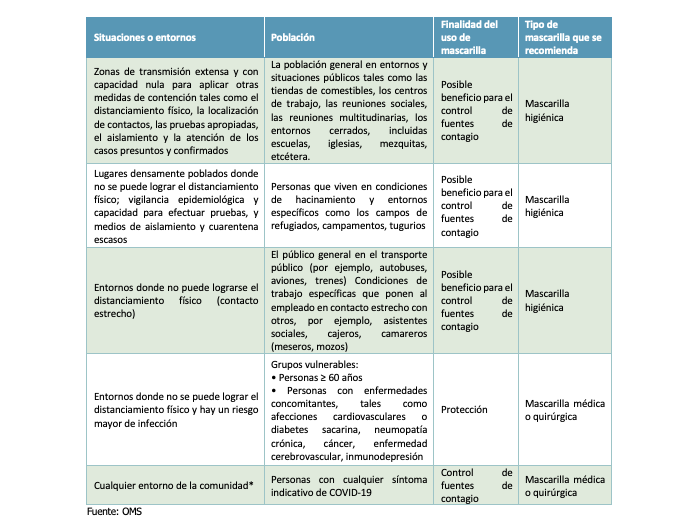 Situaciones o entornos
Población
Finalidad del
uso de
mascarilla
Tipo de
mascarilla que se
recomienda
Zonas de transmisión extensa y con
capacidad nula para aplicar otras
medidas de contención tales como el
distanciamiento físico, la localización
de contactos, las pruebas apropiadas,
el aislamiento y la atención de los
casos presuntos y confirmados
La población general en entornos y
situaciones públicos tales como las
tiendas de comestibles, los centros
de trabajo, las reuniones sociales,
las reuniones multitudinarias, los
entornos cerrados, incluidas
escuelas, iglesias, mezquitas,
etcétera.
Posible
beneficio para el
control de
fuentes de
contagio
Mascarilla
higiénica
Lugares densamente poblados donde
no se puede lograr el distanciamiento
físico; vigilancia epidemiológica y
capacidad para efectuar pruebas, y
medios de aislamiento y cuarentena
escasos
Personas que viven en condiciones
de hacinamiento y entornos
específicos como los campos de
refugiados, campamentos, tugurios
Posible
beneficio para el
control de
fuentes de
contagio
Mascarilla
higiénica
Entornos donde no puede lograrse el
distanciamiento físico (contacto
estrecho)
El público general en el transporte
público (por ejemplo, autobuses,
aviones, trenes) Condiciones de
trabajo específicas que ponen al
empleado en contacto estrecho con
otros, por ejemplo, asistentes
sociales, cajeros, camareros
(meseros, mozos)
Posible
beneficio para el
control de
fuentes de
contagio
Mascarilla
higiénica
Entornos donde no se puede lograr el
distanciamiento físico y hay un riesgo
mayor de infección
Grupos vulnerables:
• Personas ≥ 60 años
• Personas con enfermedades
concomitantes, tales como
afecciones cardiovasculares o
diabetes sacarina, neumopatía
crónica, cáncer, enfermedad
cerebrovascular, inmunodepresión
Protección
Mascarilla médica
o quirúrgica
Cualquier entorno de la comunidad*
Personas con cualquier síntoma
indicativo de COVID-19
Control de
fuentes de
contagio
Mascarilla médica
o quirúrgica
Fuente: OMS